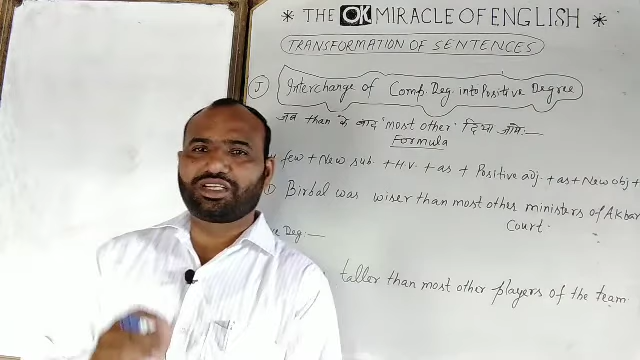 * THE OK MIRACLE OF ENGLISH *
TRANSFORMATION OF SENTENCES
J) Interchange of Comp. Deg. into Positive Degree
जब than के बाद 'most other' दिया जाये:—
Formula
few + New sub. + H.V. + as + Positive adj. + as + New obj +
1) Birbal was wiser than most other ministers of Akbar
Court.
Deg:—
taller than most other players of the team.